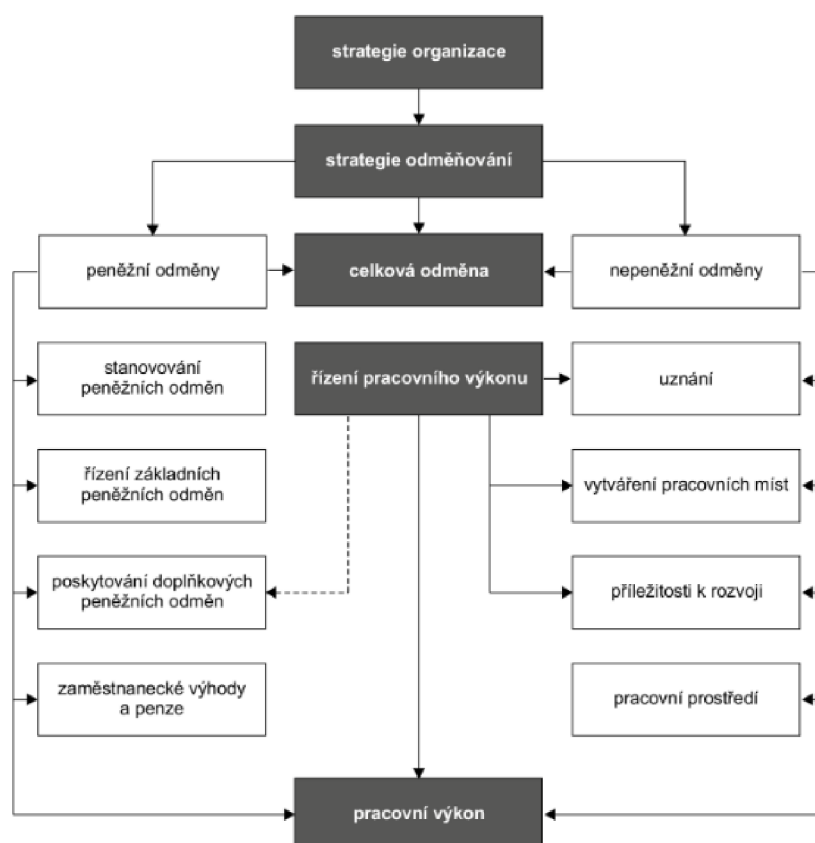 strategie organizace
strategie odměňování
peněžní odměny
celková odměna
nepeněžní odměny
stanovování
peněžních odměn
řízení pracovního výkonu
uznání
řízení základních
peněžních odměn
vytváření pracovních míst
poskytování doplňkových
peněžních odměn
příležitosti k rozvoji
zaměstnanecké výhody
a penze
pracovní prostředí
pracovní výkon